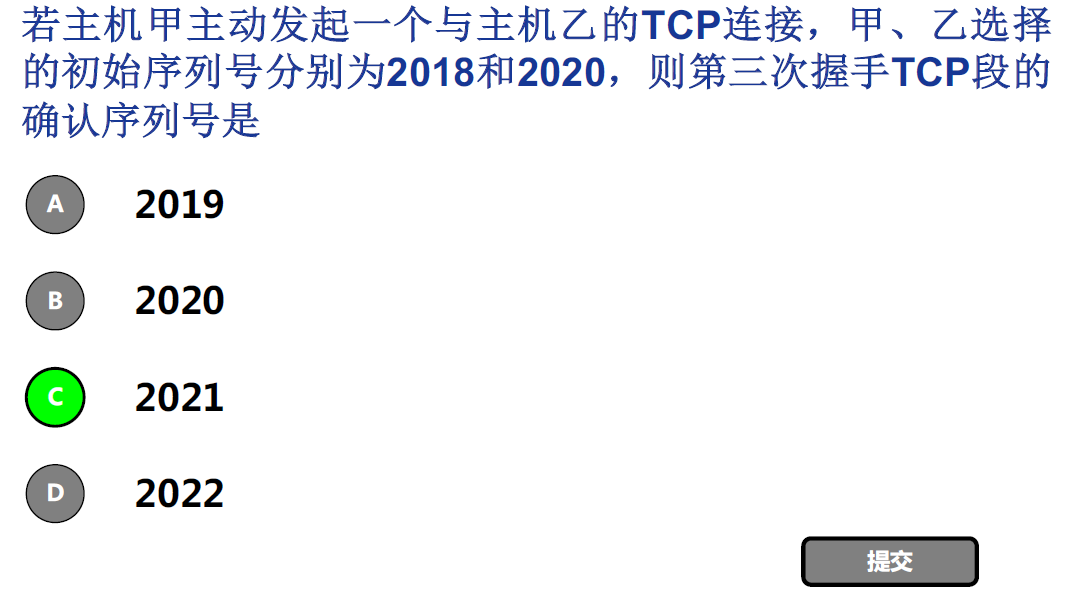 若主机甲主动发起一个与主机乙的TCP连接，甲、乙选择
的初始序列号分别为2018和2020，则第三次握手TCP段的
确认序列号是
A 2019
B 2020
C 2021
D 2022
提交